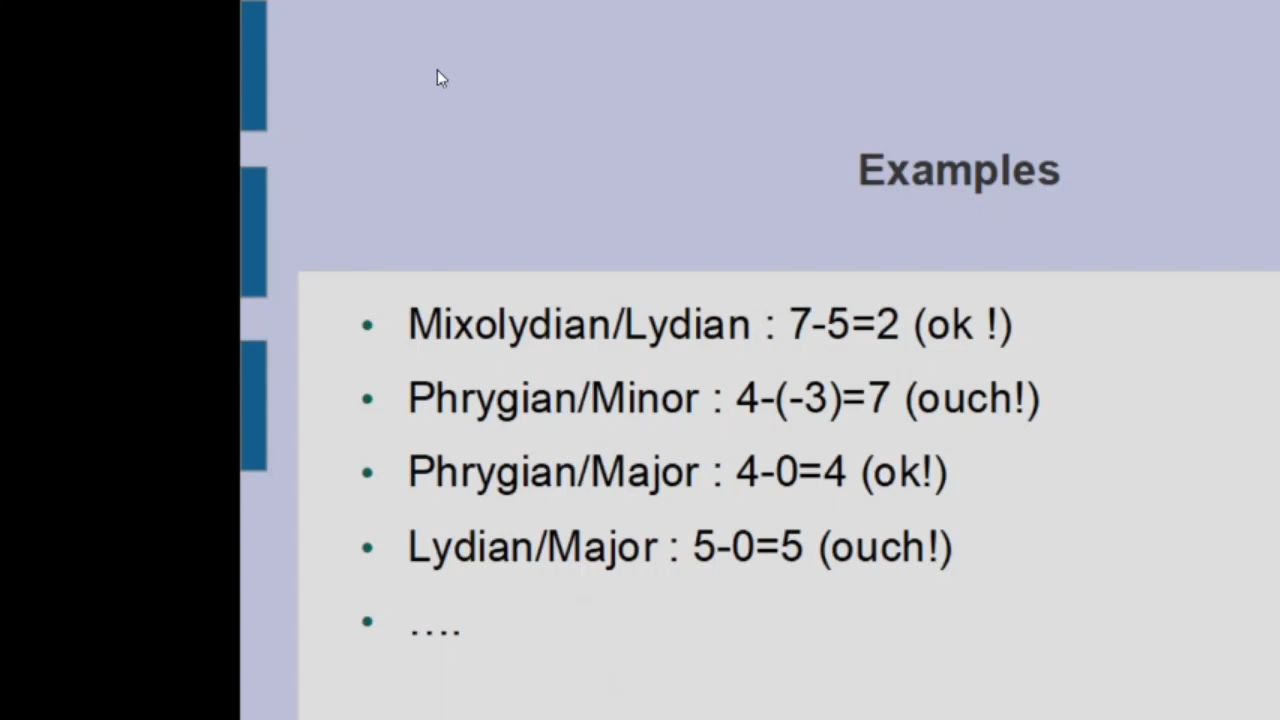 Examples
• Mixolydian/Lydian : 7-5=2 (ok !)
• Phrygian/Minor : 4-(-3)=7 (ouch!)
• Phrygian/Major : 4-0=4 (ok!)
• Lydian/Major : 5-0=5 (ouch!)
• ....